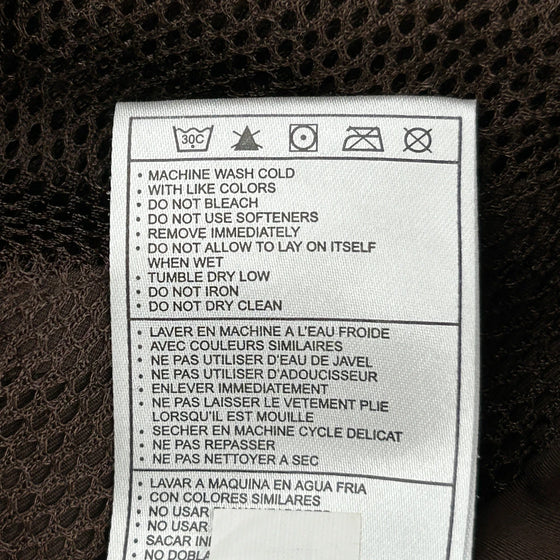 30C
• MACHINE WASH COLD
• WITH LIKE COLORS
• DO NOT BLEACH
• DO NOT USE SOFTENERS
• REMOVE IMMEDIATELY
• DO NOT ALLOW TO LAY ON ITSELF
WHEN WET
• TUMBLE DRY LOW
• DO NOT IRON
• DO NOT DRY CLEAN
• LAVER EN MACHINE A L'EAU FROIDE
• AVEC COULEURS SIMILAIRES
• NE PAS UTILISER D'EAU DE JAVEL
• NE PAS UTILISER D'ADOUCISSEUR
• ENLEVER IMMEDIATEMENT
• NE PAS LAISSER LE VETEMENT PLIE
LORSQU'IL EST MOUILLE
• SECHER EN MACHINE CYCLE DELICAT
• NE PAS REPASSER
• NE PAS NETTOYER A SEC
• LAVAR A MAQUINA EN AGUA FRIA
• CON COLORES SIMILARES
• NO USAR
• NO USAR
• SACAR
• NO